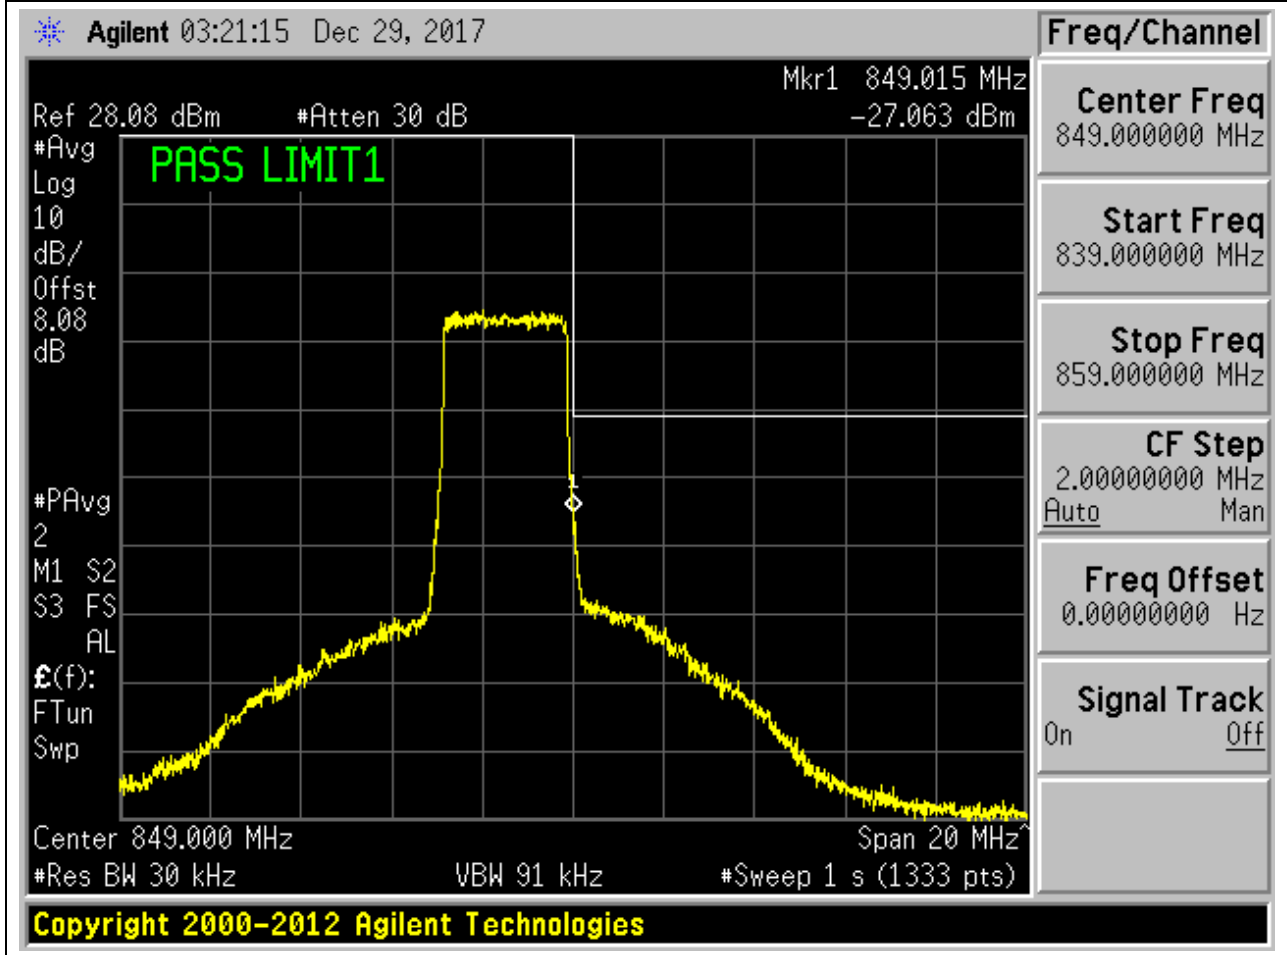 Agilent 03:21:15 Dec 29, 2017
Freq/Channel
Mkr1 849.015 MHz
Ref 28.08 dBm #Atten 30 dB -27.063 dBm
#Avg
Log
10
dB/
Offst
8.08
dB
PASS LIMIT1
1
#PAvg
2
M1 S2
S3 FS
AL
£(f):
FTun
Swp
Center 849.000 MHz Span 20 MHz^
#Res BW 30 kHz VBW 91 kHz #Sweep 1 s (1333 pts)
Center Freq
849.000000 MHz
Start Freq
839.000000 MHz
Stop Freq
859.000000 MHz
CF Step
2.00000000 MHz
Auto Man
Freq Offset
0.00000000 Hz
Signal Track
On Off
Copyright 2000-2012 Agilent Technologies